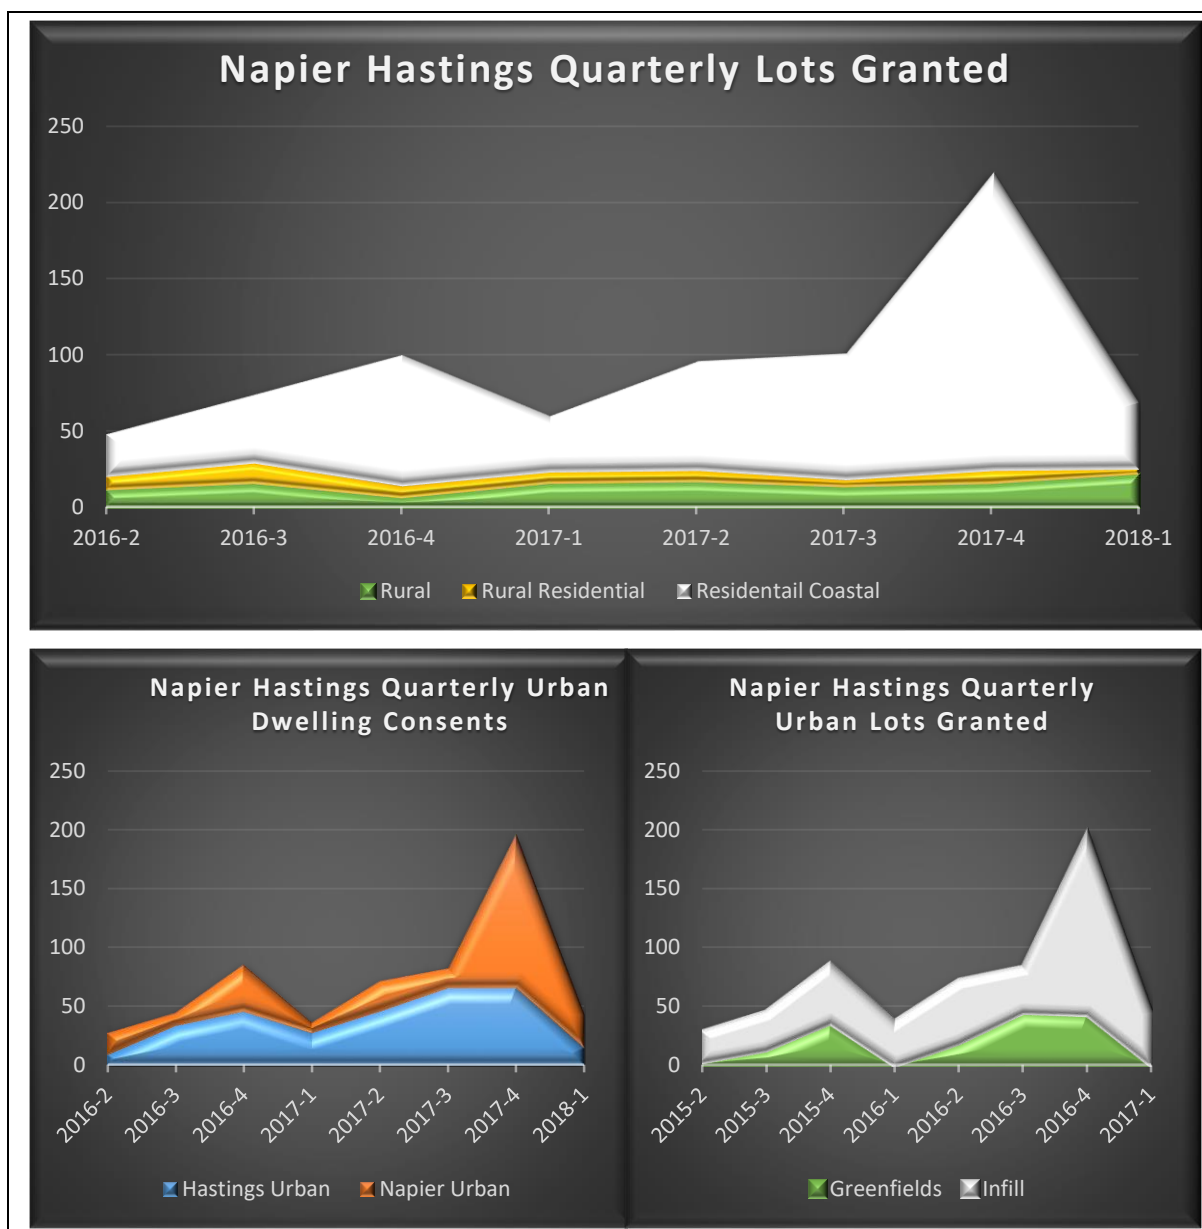 Napier Hastings Quarterly Lots Granted
250
200
150
100
50
0
2016-2 2016-3 2016-4 2017-1 2017-2 2017-3 2017-4 2018-1
Rural Rural Residential Residentail Coastal
Napier Hastings Quarterly Urban
Dwelling Consents
250
200
150
100
50
0
2016-2 2016-3 2016-4 2017-1 2017-2 2017-3 2017-4 2018-1
Hastings Urban Napier Urban
Napier Hastings Quarterly
Urban Lots Granted
250
200
150
100
50
0
2015-2 2015-3 2015-4 2016-1 2016-2 2016-3 2016-4 2017-1
Greenfields Infill